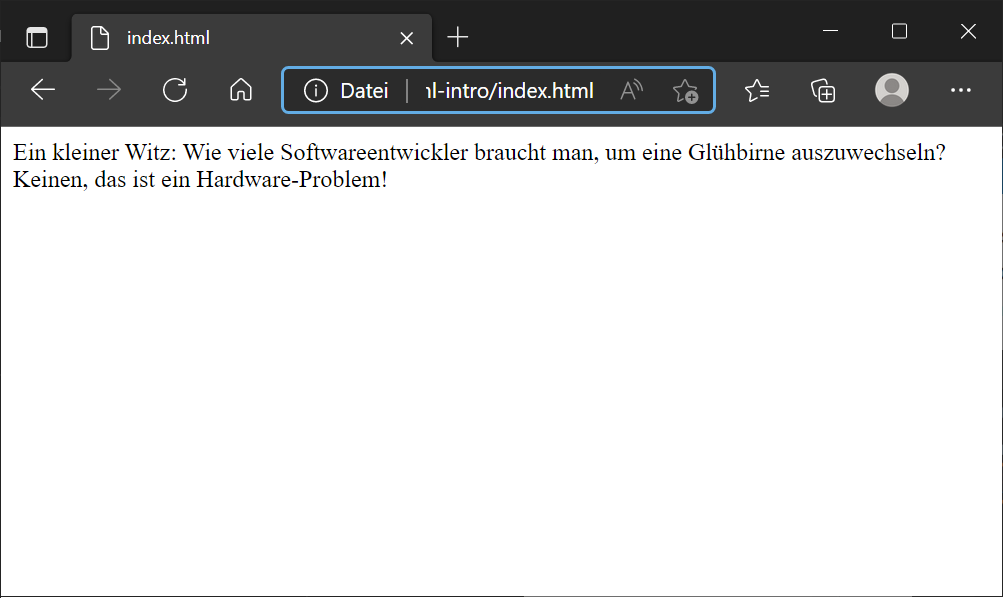 index.html
Datei
nl-intro/index.html
Ein kleiner Witz: Wie viele Softwareentwickler braucht man, um eine Glühbirne auszuwechseln?
Keinen, das ist ein Hardware-Problem!